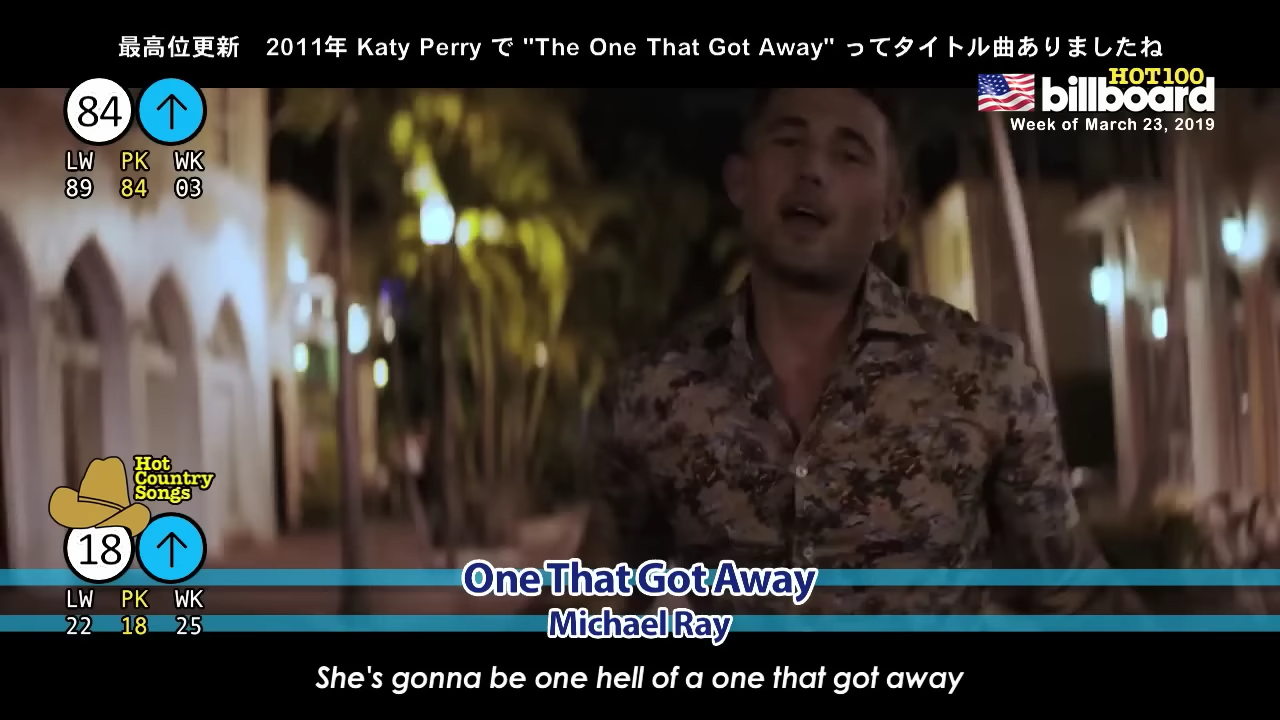 最高位更新 2011年 Katy Perry で "The One That Got Away" ってタイトル曲ありましたね
84
LW PK WK
89 84 03
HOT100
billboard
Week of March 23, 2019
Hot
Country
Songs
18
LW PK WK
22 18 25
One That Got Away
Michael Ray
She's gonna be one hell of a one that got away